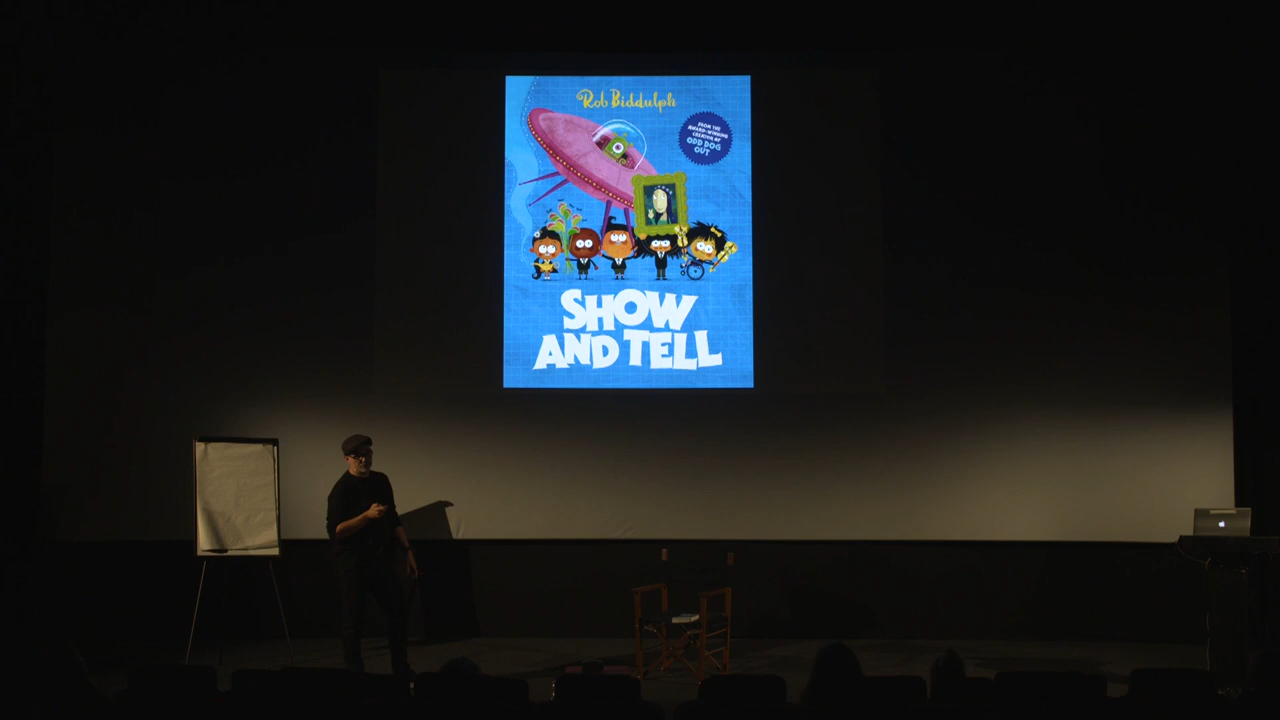 Rob Biddulph
FROM THE
AWARD-WINNING
CREATOR OF
ODD DOG
OUT
SHOW
AND TELL